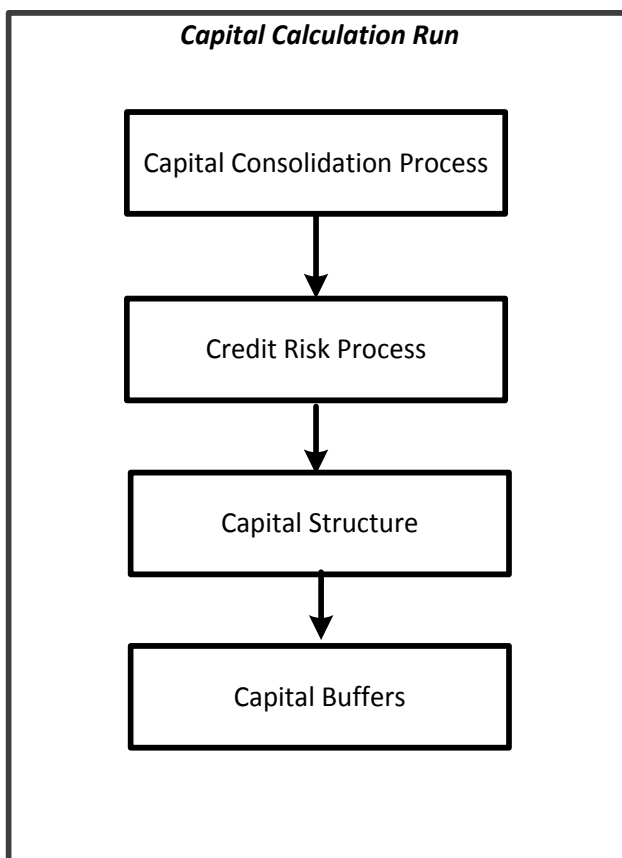 Capital Calculation Run
Capital Consolidation Process
Credit Risk Process
Capital Structure
Capital Buffers